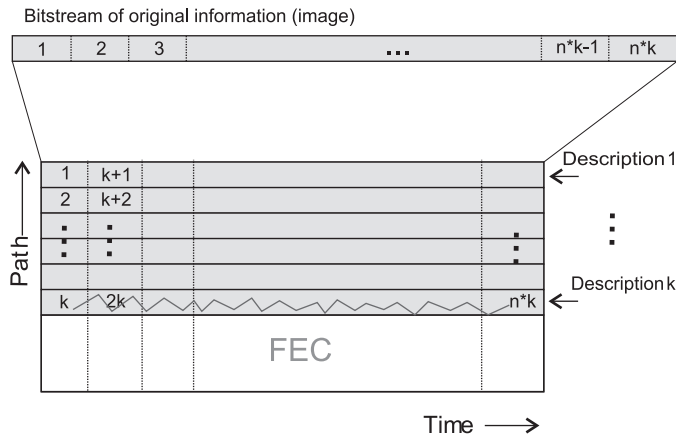 Bitstream of original information (image)
1 2 3 ... n*k-1 n*k
Path
1 k+1
Description 1
2 k+2
k 2k n*k
Description k
FEC
Time